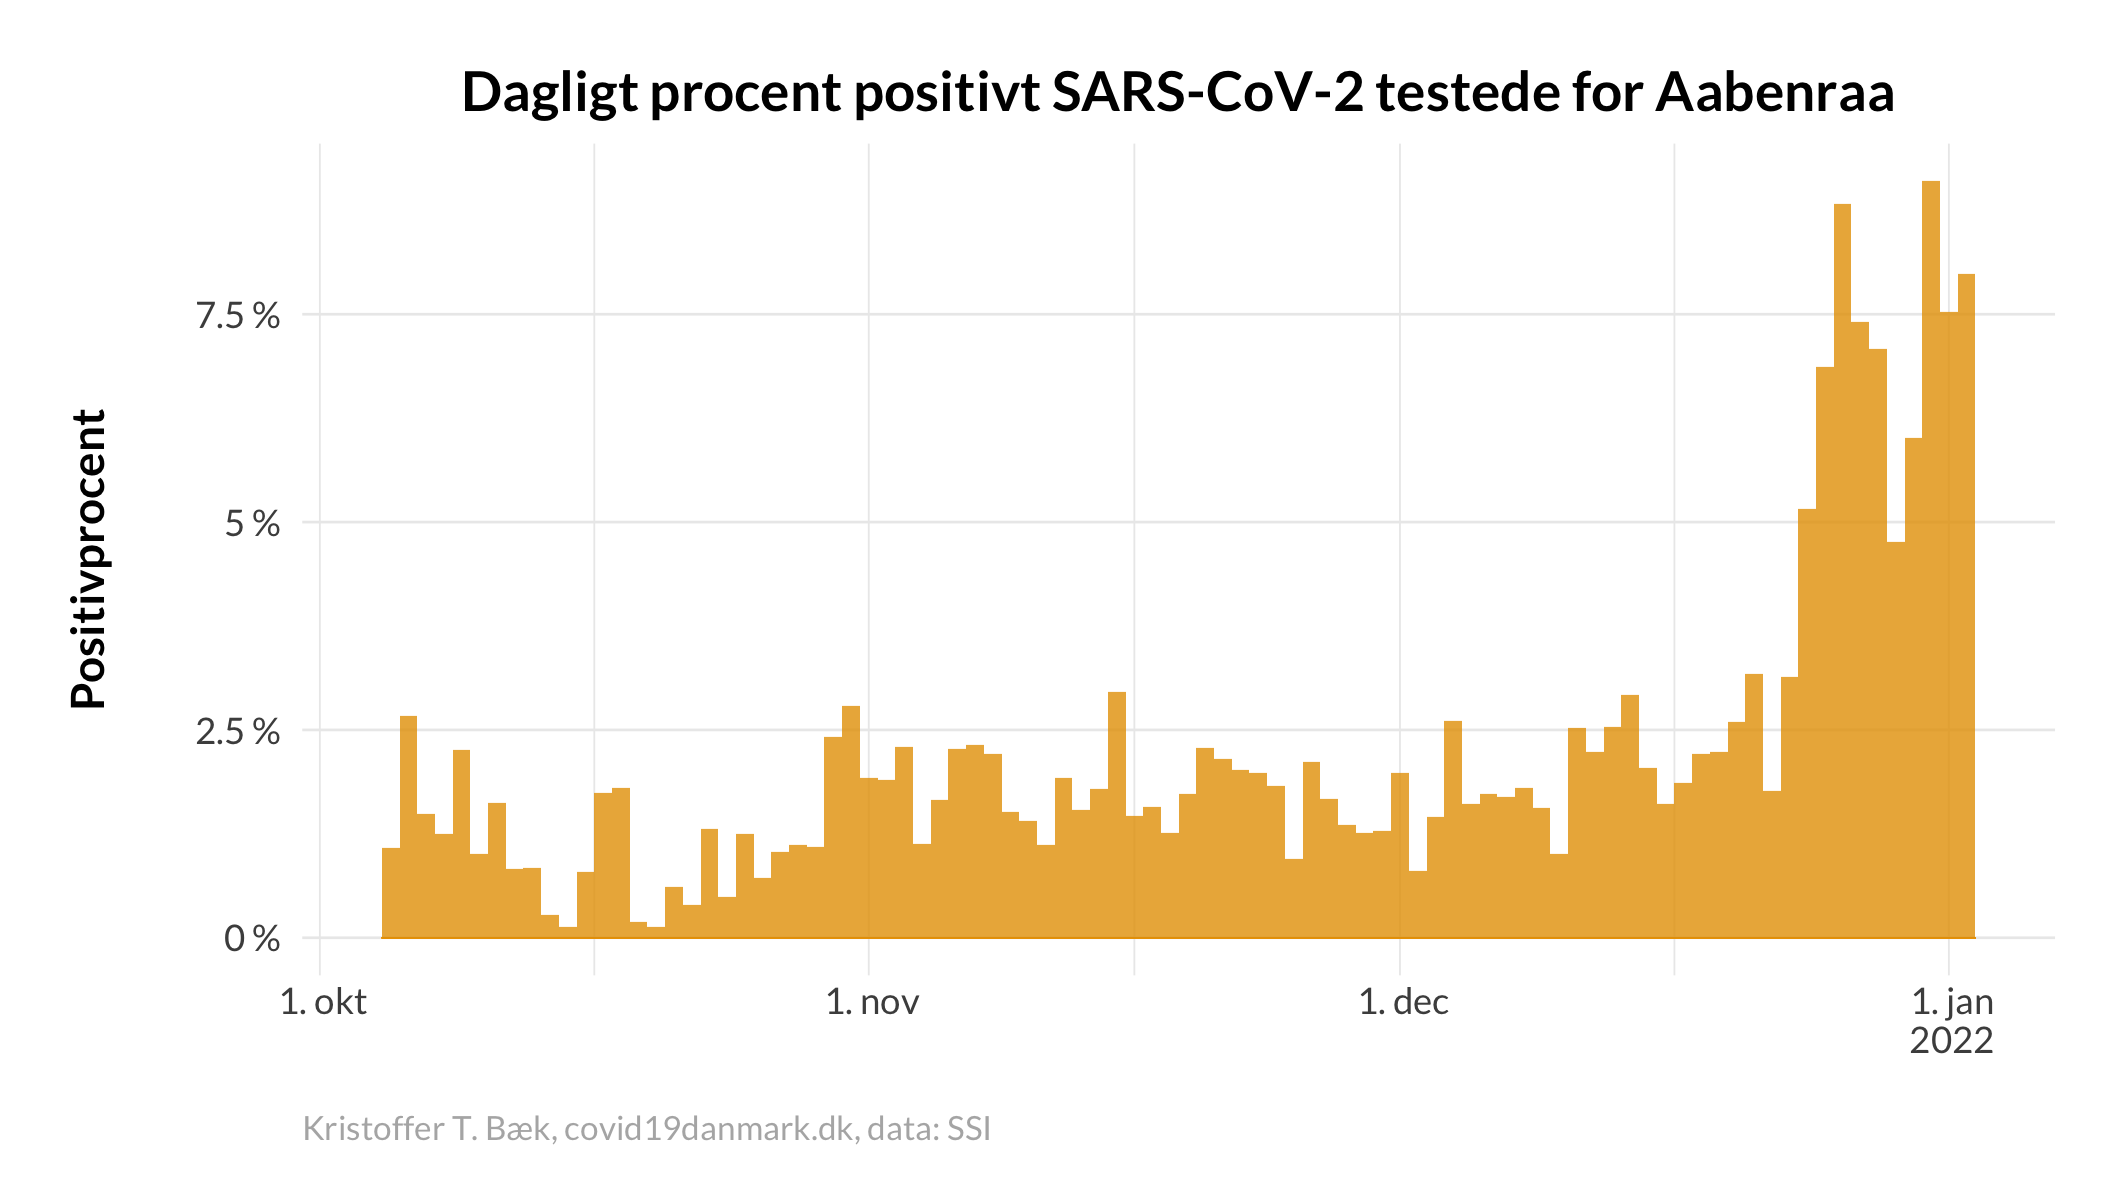 Dagligt procent positivt SARS-CoV-2 testede for Aabenraa
Positivprocent
7.5 %
5 %
2.5 %
0 %
1. okt
1. nov
1. dec
1. jan
2022
Kristoffer T. Bæk, covid19danmark.dk, data: SSI